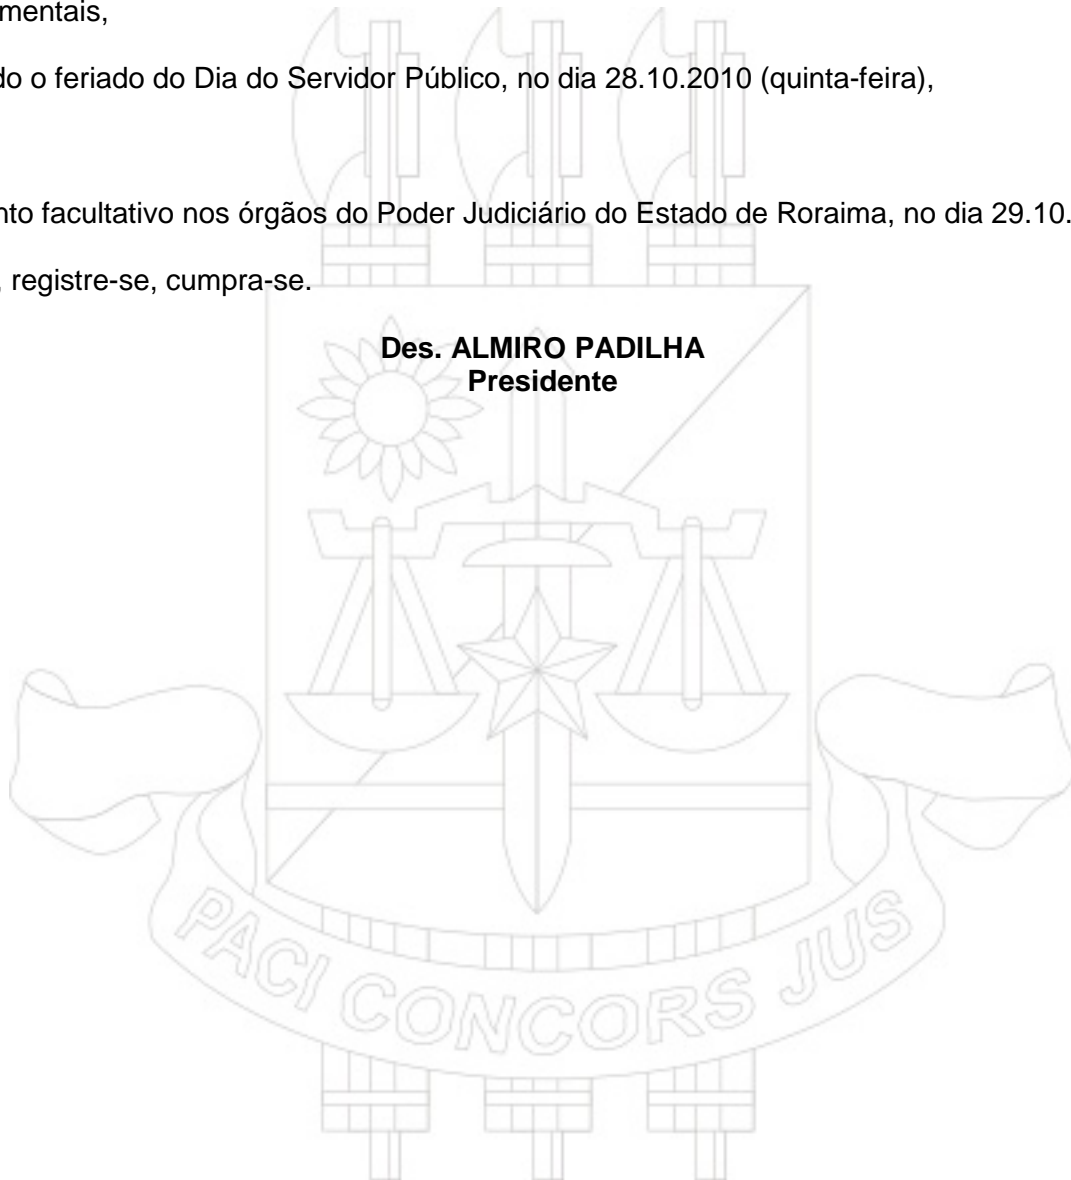 mentais,
do o feriado do Dia do Servidor Público, no dia 28.10.2010 (quinta-feira),
nto facultativo nos órgãos do Poder Judiciário do Estado de Roraima, no dia 29.10.
, registre-se, cumpra-se.
Des. ALMIRO PADILHA
Presidente
PACI CONCORS JUS